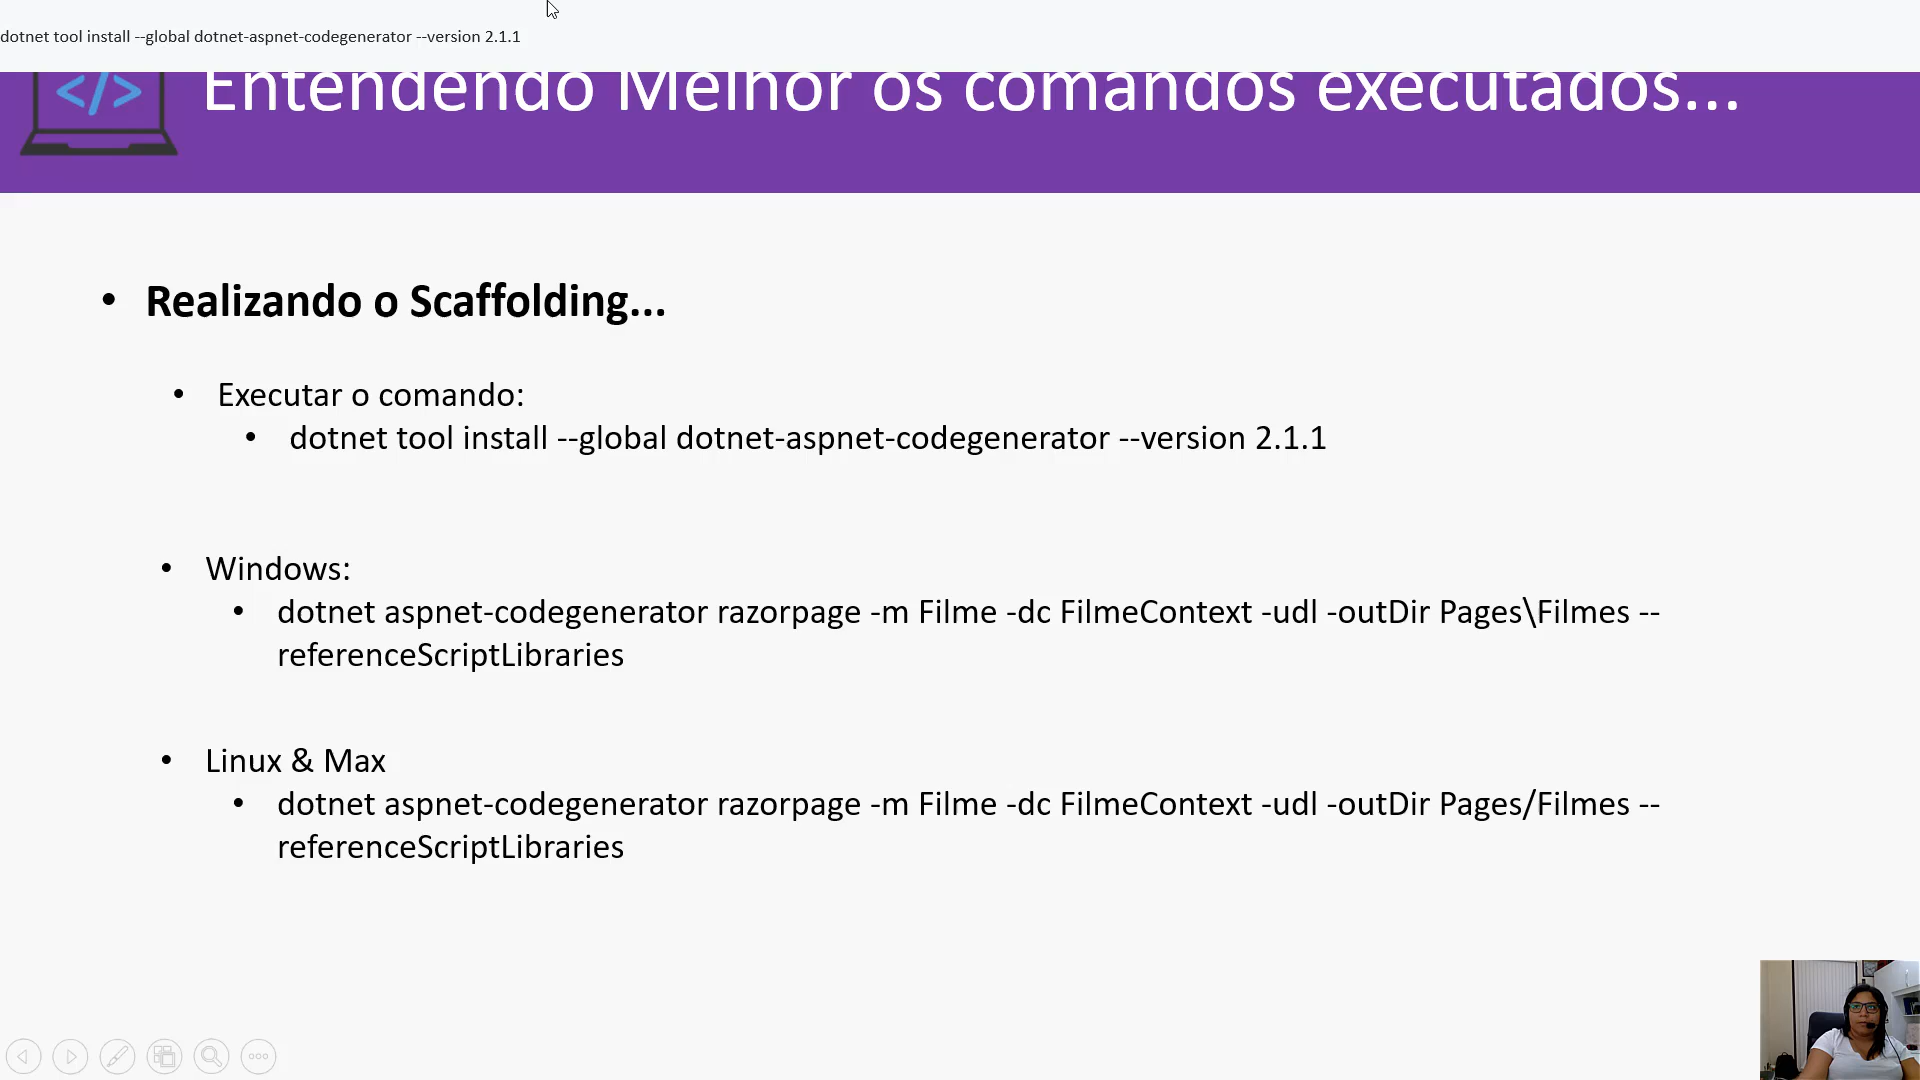 dotnet tool install --global dotnet-aspnet-codegenerator --version 2.1.1
</>
Entendendo Melhor os comandos executados...
• Realizando o Scaffolding...
• Executar o comando:
• dotnet tool install --global dotnet-aspnet-codegenerator --version 2.1.1
• Windows:
• dotnet aspnet-codegenerator razorpage -m Filme -dc FilmeContext -udl -outDir Pages\Filmes --
referenceScriptLibraries
• Linux & Max
• dotnet aspnet-codegenerator razorpage -m Filme -dc FilmeContext -udl -outDir Pages/Filmes --
referenceScriptLibraries